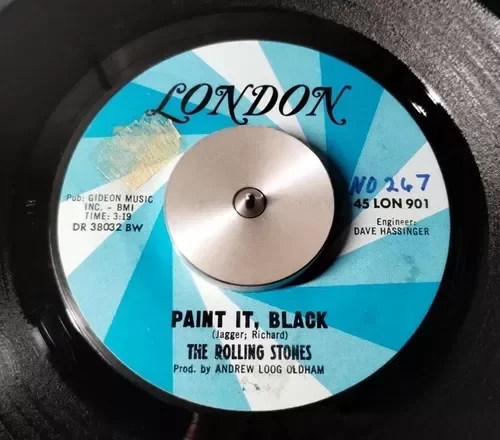 LONDON
Pub: GIDEON MUSIC
INC. - BMI
TIME: 3:19
DR 38032 BW
NO 247
45 LON 901
Engineer:
DAVE HASSINGER
PAINT IT, BLACK
(Jagger; Richard)
THE ROLLING STONES
Prod. by ANDREW LOOG OLDHAM